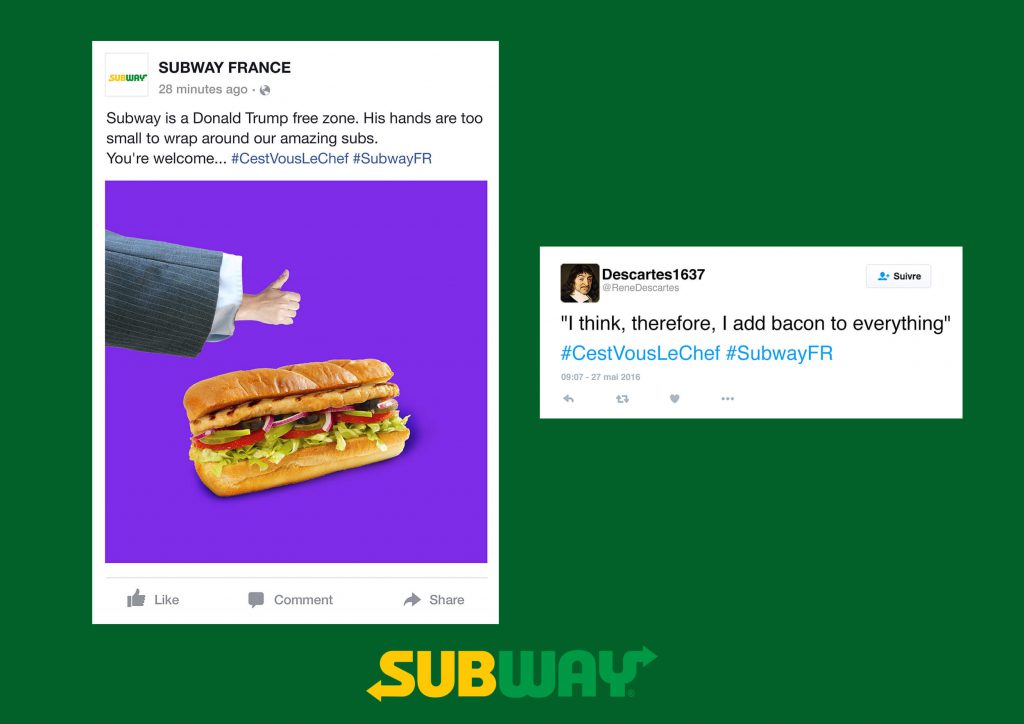 SUBWAY
SUBWAY FRANCE
28 minutes ago ·
Subway is a Donald Trump free zone. His hands are too
small to wrap around our amazing subs.
You're welcome... #CestVousLeChef #SubwayFR
Like
Comment
Share
Descartes1637
@ReneDescartes
Suivre
"I think, therefore, I add bacon to everything"
#CestVousLeChef #SubwayFR
09:07 - 27 mai 2016
SUBWAY®